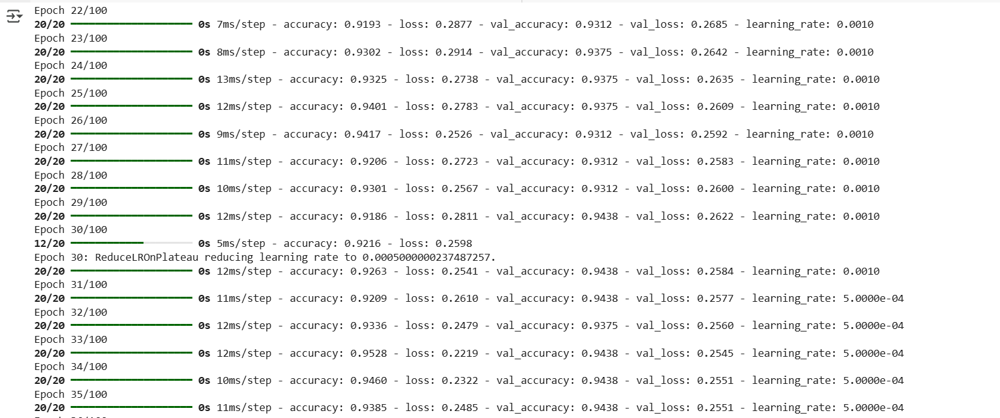 Epoch 22/100
20/20 0s 7ms/step - accuracy: 0.9193 - loss: 0.2877 - val_accuracy: 0.9312 - val_loss: 0.2685 - learning_rate: 0.0010
Epoch 23/100
20/20 0s 8ms/step - accuracy: 0.9302 - loss: 0.2914 - val_accuracy: 0.9375 - val_loss: 0.2642 - learning_rate: 0.0010
Epoch 24/100
20/20 0s 13ms/step - accuracy: 0.9325 - loss: 0.2738 - val_accuracy: 0.9375 - val_loss: 0.2635 - learning_rate: 0.0010
Epoch 25/100
20/20 0s 12ms/step - accuracy: 0.9401 - loss: 0.2783 - val_accuracy: 0.9375 - val_loss: 0.2609 - learning_rate: 0.0010
Epoch 26/100
20/20 0s 9ms/step - accuracy: 0.9417 - loss: 0.2526 - val_accuracy: 0.9312 - val_loss: 0.2592 - learning_rate: 0.0010
Epoch 27/100
20/20 0s 11ms/step - accuracy: 0.9206 - loss: 0.2723 - val_accuracy: 0.9312 - val_loss: 0.2583 - learning_rate: 0.0010
Epoch 28/100
20/20 0s 10ms/step - accuracy: 0.9301 - loss: 0.2567 - val_accuracy: 0.9312 - val_loss: 0.2600 - learning_rate: 0.0010
Epoch 29/100
20/20 0s 12ms/step - accuracy: 0.9186 - loss: 0.2811 - val_accuracy: 0.9438 - val_loss: 0.2622 - learning_rate: 0.0010
Epoch 30/100
12/20 0s 5ms/step - accuracy: 0.9216 - loss: 0.2598
Epoch 30: ReduceLROnPlateau reducing learning rate to 0.0005000000237487257.
20/20 0s 12ms/step - accuracy: 0.9263 - loss: 0.2541 - val_accuracy: 0.9438 - val_loss: 0.2584 - learning_rate: 0.0010
Epoch 31/100
20/20 0s 11ms/step - accuracy: 0.9209 - loss: 0.2610 - val_accuracy: 0.9438 - val_loss: 0.2577 - learning_rate: 5.0000e-04
Epoch 32/100
20/20 0s 12ms/step - accuracy: 0.9336 - loss: 0.2479 - val_accuracy: 0.9375 - val_loss: 0.2560 - learning_rate: 5.0000e-04
Epoch 33/100
20/20 0s 12ms/step - accuracy: 0.9528 - loss: 0.2219 - val_accuracy: 0.9438 - val_loss: 0.2545 - learning_rate: 5.0000e-04
Epoch 34/100
20/20 0s 10ms/step - accuracy: 0.9460 - loss: 0.2322 - val_accuracy: 0.9438 - val_loss: 0.2551 - learning_rate: 5.0000e-04
Epoch 35/100
20/20 0s 11ms/step - accuracy: 0.9385 - loss: 0.2485 - val_accuracy: 0.9438 - val_loss: 0.2551 - learning_rate: 5.0000e-04